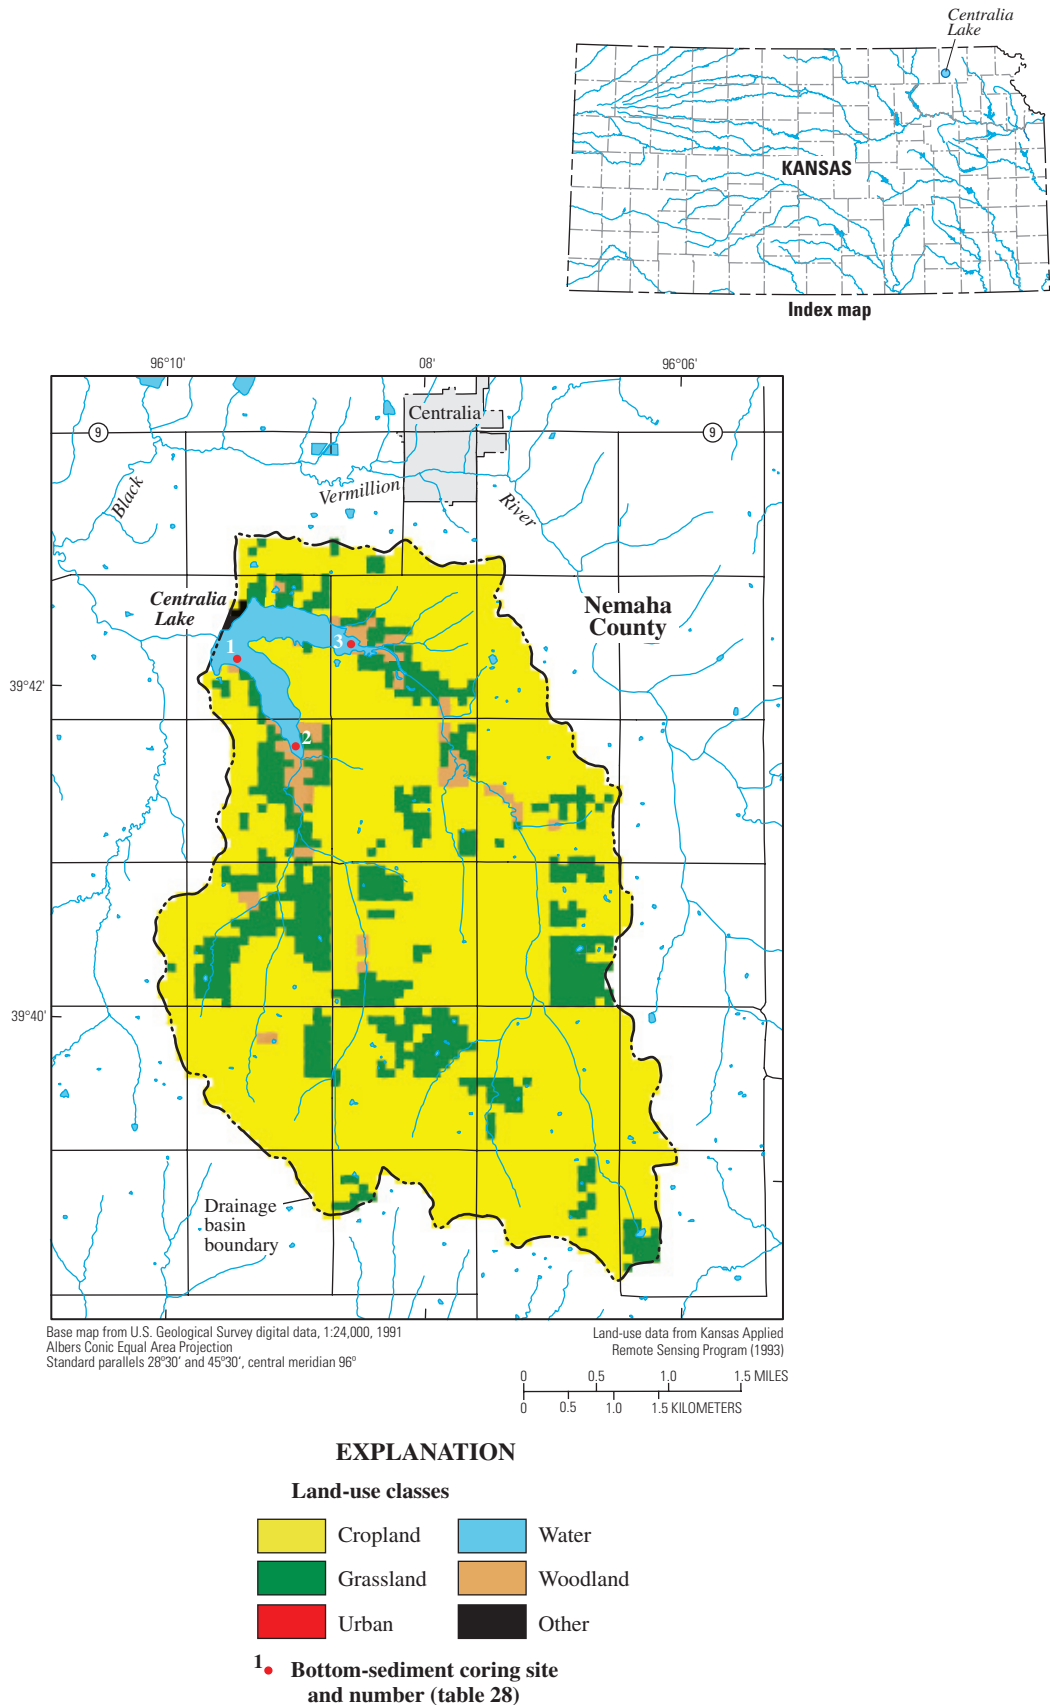 Centralia
Lake
KANSAS
Index map
96°10'
08'
96°06'
Centralia
9
9
Black
Vermillion
River
Centralia
Lake
Nemaha
County
1
3
39°42'
2
39°40'
Drainage
basin
boundary
Base map from U.S. Geological Survey digital data, 1:24,000, 1991
Albers Conic Equal Area Projection
Standard parallels 28°30' and 45°30', central meridian 96°
Land-use data from Kansas Applied
Remote Sensing Program (1993)
0 0.5 1.0 1.5 MILES
0 0.5 1.0 1.5 KILOMETERS
EXPLANATION
Land-use classes
Cropland
Water
Grassland
Woodland
Urban
Other
1 Bottom-sediment coring site
and number (table 28)